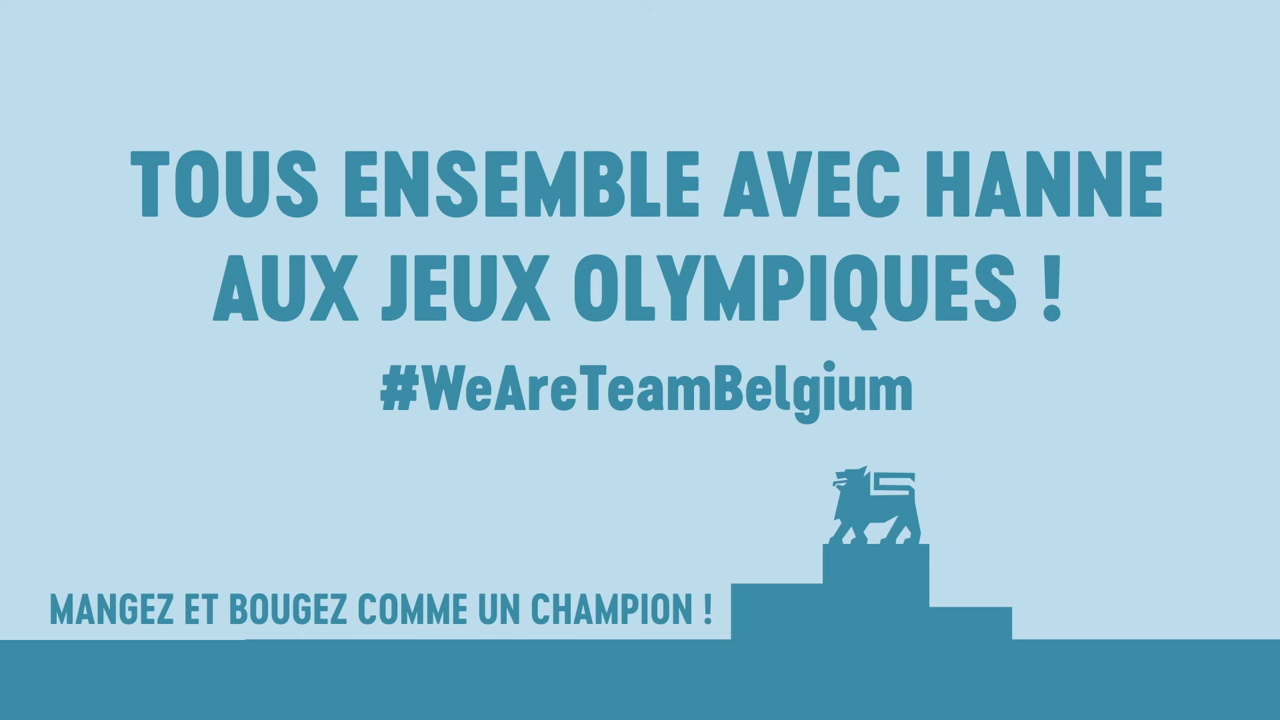 TOUS ENSEMBLE AVEC HANNE
AUX JEUX OLYMPIQUES !
#WeAreTeamBelgium
MANGEZ ET BOUGEZ COMME UN CHAMPION !